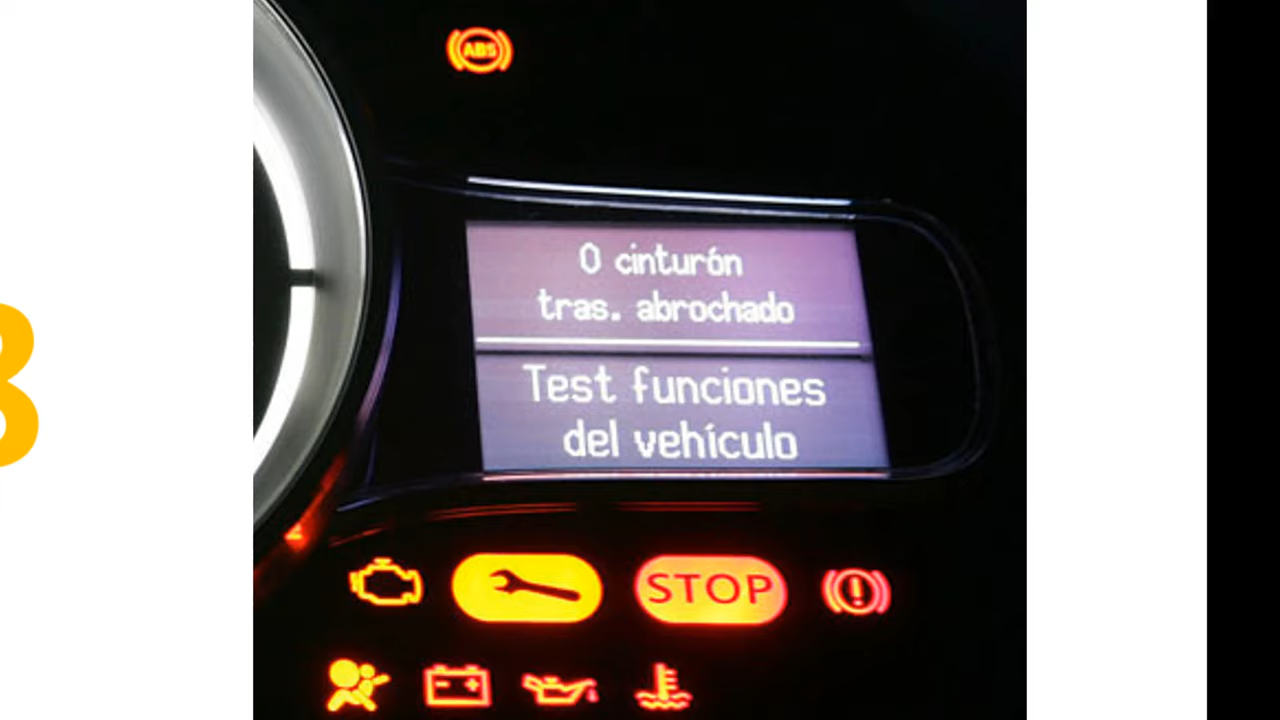 ABS
0 cinturón
tras. abrochado
Test funciones
del vehículo
STOP